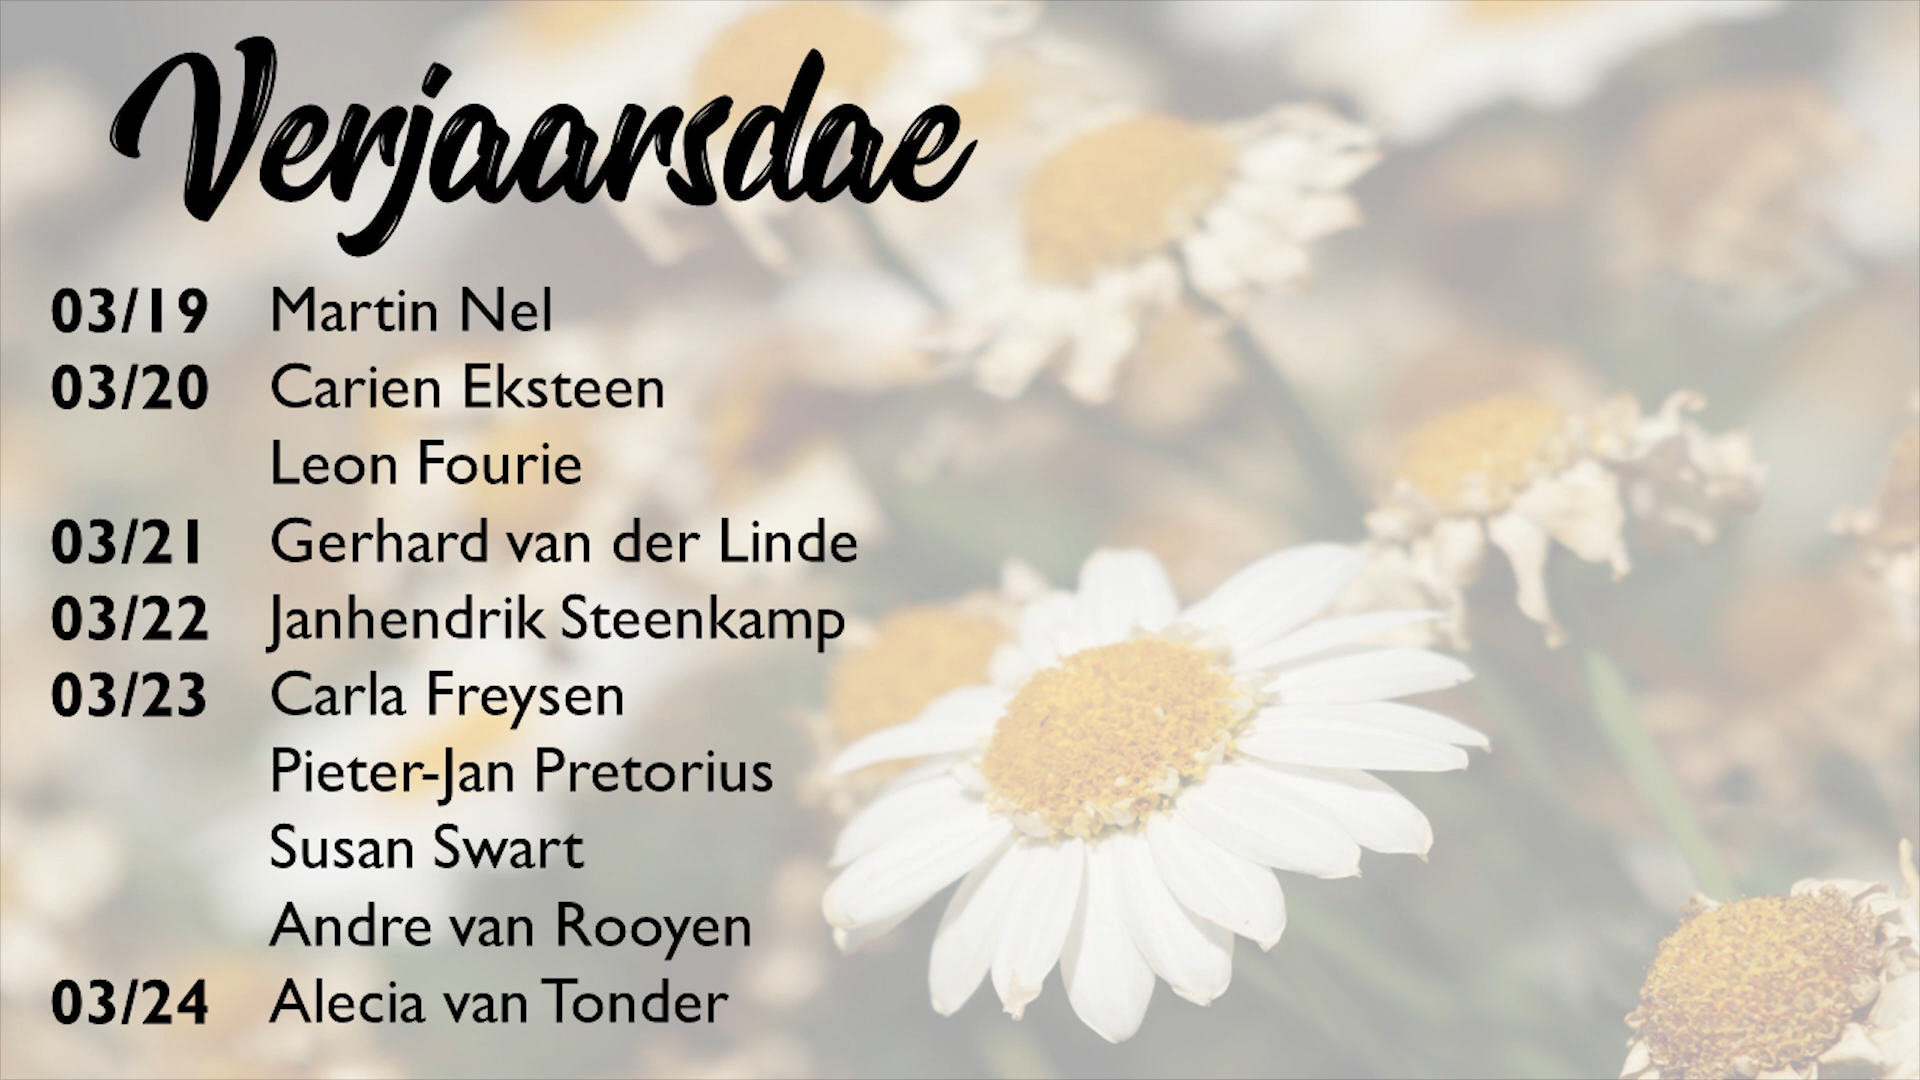 Verjaarsdae
03/19 Martin Nel
03/20 Carien Eksteen
Leon Fourie
03/21 Gerhard van der Linde
03/22 Janhendrik Steenkamp
03/23 Carla Freysen
Pieter-Jan Pretorius
Susan Swart
Andre van Rooyen
03/24 Alecia van Tonder